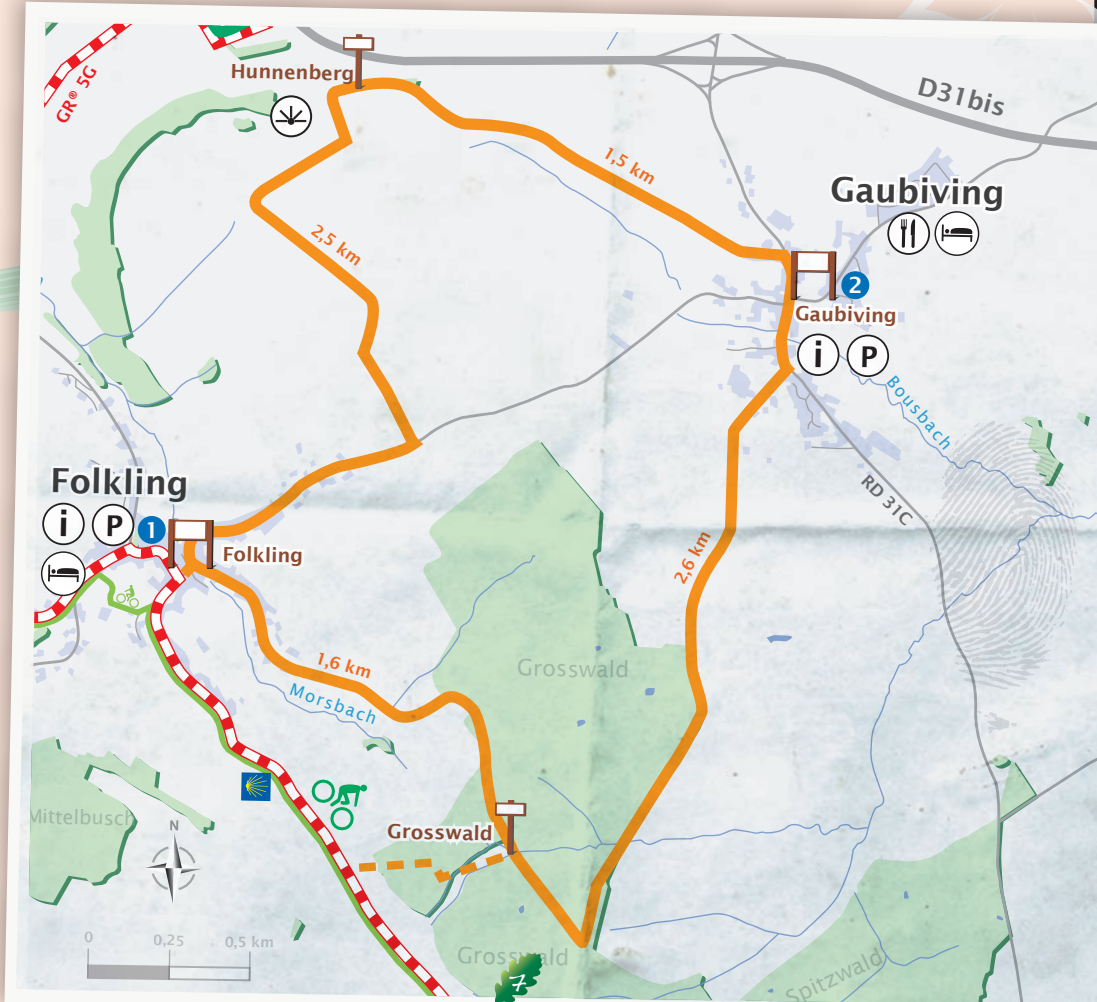 GR® 5G
Hunnenberg
D31bis
1,5 km
Gaubiving
2,5 km
2
Gaubiving
i P
Bousbach
Folkling
i P 1
Folkling
RD 31C
2,6 km
1,6 km
Grosswald
Morsbach
Mittelbusch
N
Grosswald
0 0,25 0,5 km
Grosswald
7
Spitzwald